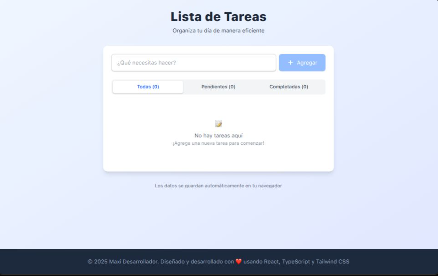 Lista de Tareas
Organiza tu día de manera eficiente
¿Qué necesitas hacer?
+ Agregar
Todas (0)
Pendientes (0)
Completadas (0)
No hay tareas aquí
¡Agrega una nueva tarea para comenzar!
Los datos se guardan automáticamente en tu navegador
© 2025 Maxi Desarrollador. Diseñado y desarrollado con ❤️ usando React, TypeScript y Tailwind CSS